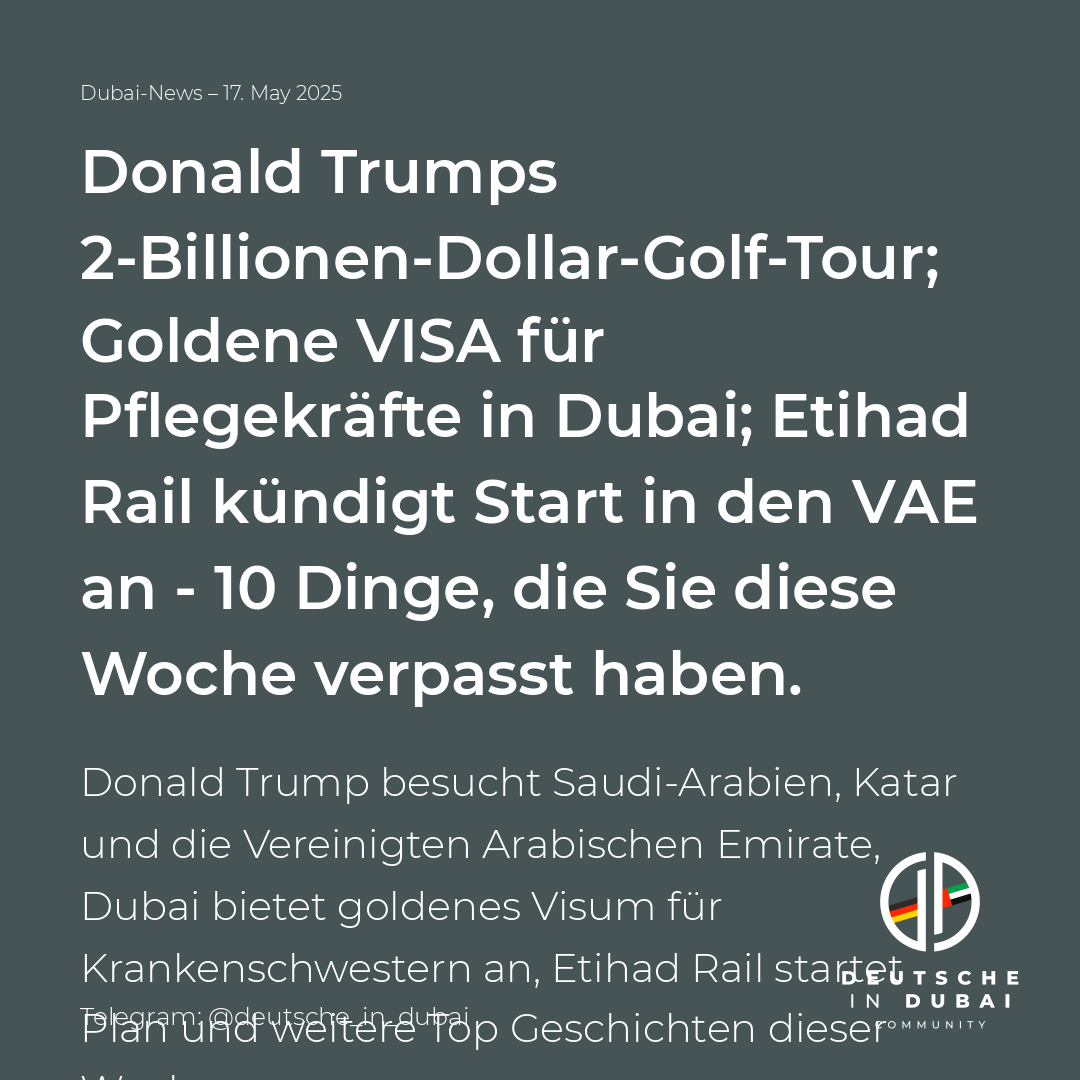 Dubai-News – 17. May 2025
Donald Trumps
2-Billionen-Dollar-Golf-Tour;
Goldene VISA für
Pflegekräfte in Dubai; Etihad
Rail kündigt Start in den VAE
an - 10 Dinge, die Sie diese
Woche verpasst haben.
Donald Trump besucht Saudi-Arabien, Katar
und die Vereinigten Arabischen Emirate,
Dubai bietet goldenes Visum für
Krankenschwestern an, Etihad Rail startet
Plan und weitere Top Geschichten dieser
Telegram: @deutsche_in_dubai
DEUTSCHE
IN DUBAI
COMMUNITY